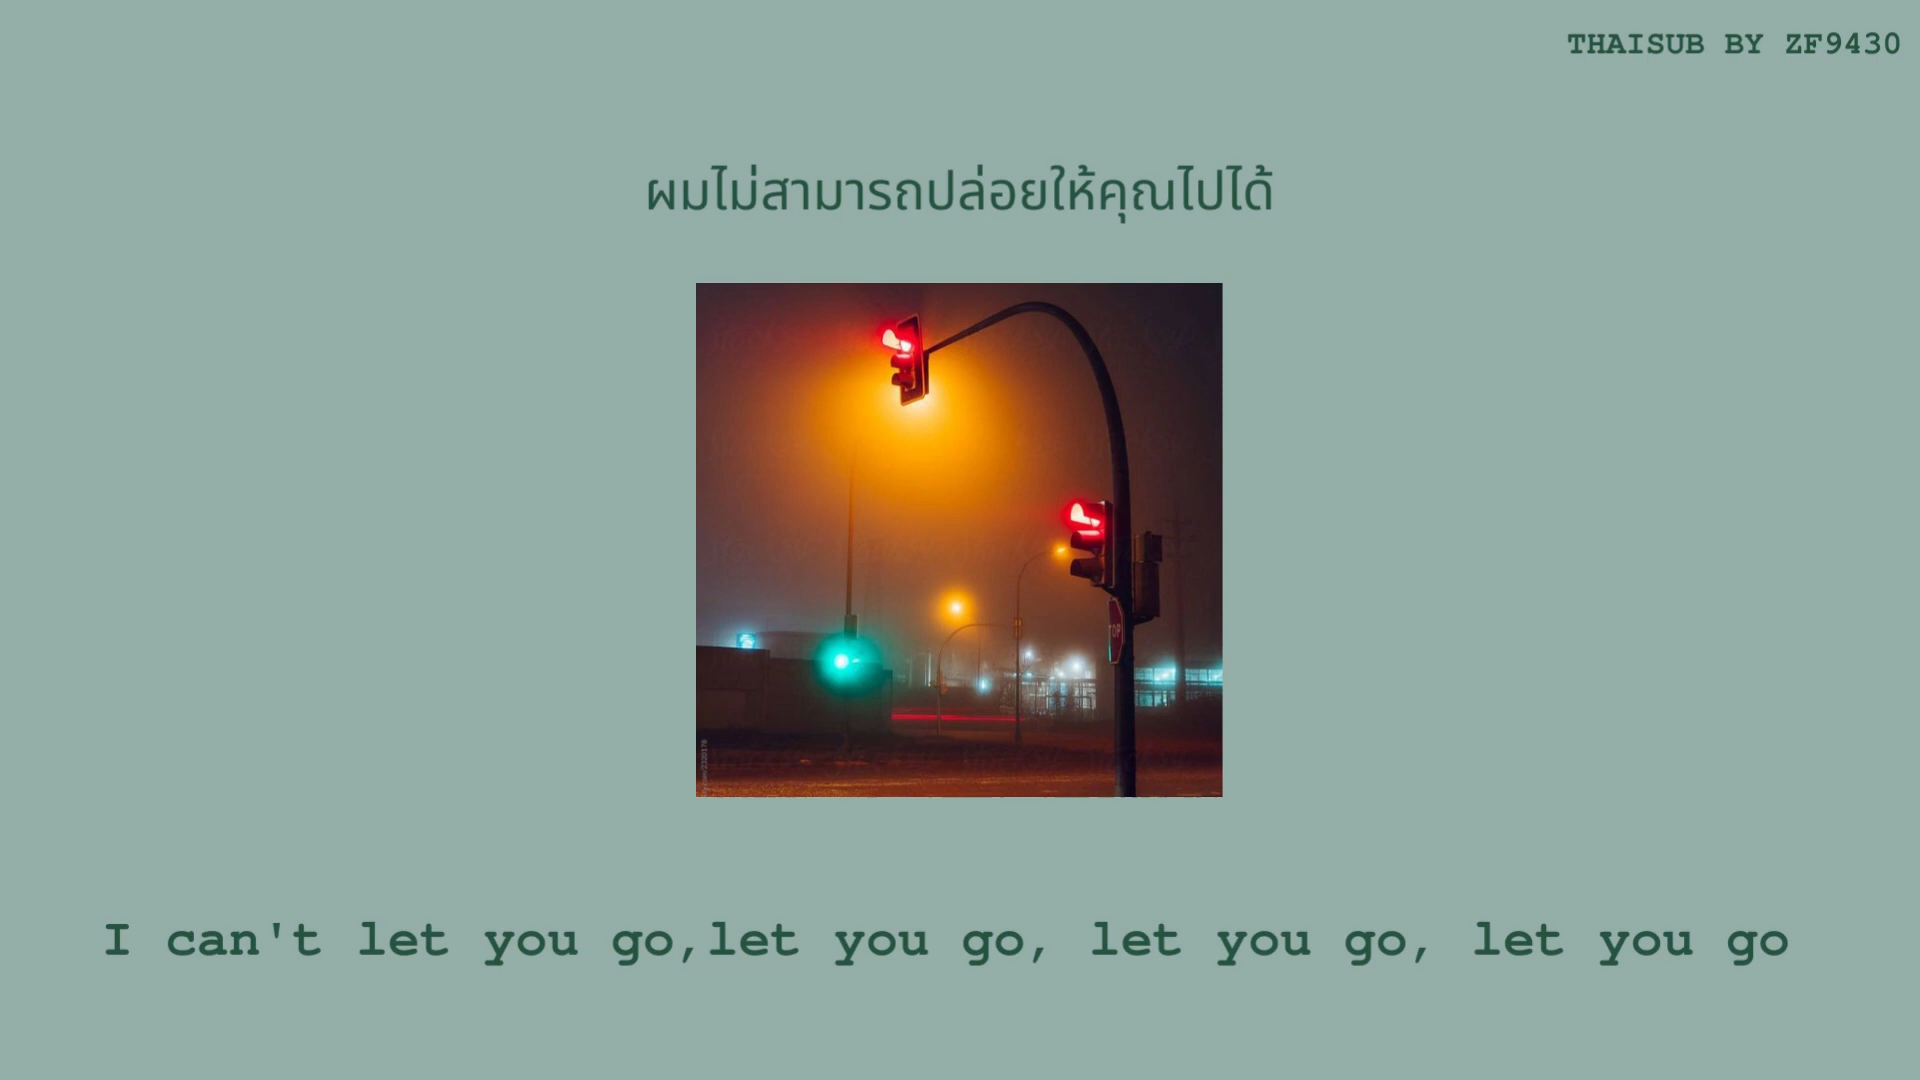 THAISUB BY ZF9430
ผมไม่สามารถปล่อยให้คุณไปได้
TOP
I can't let you go,let you go, let you go, let you go